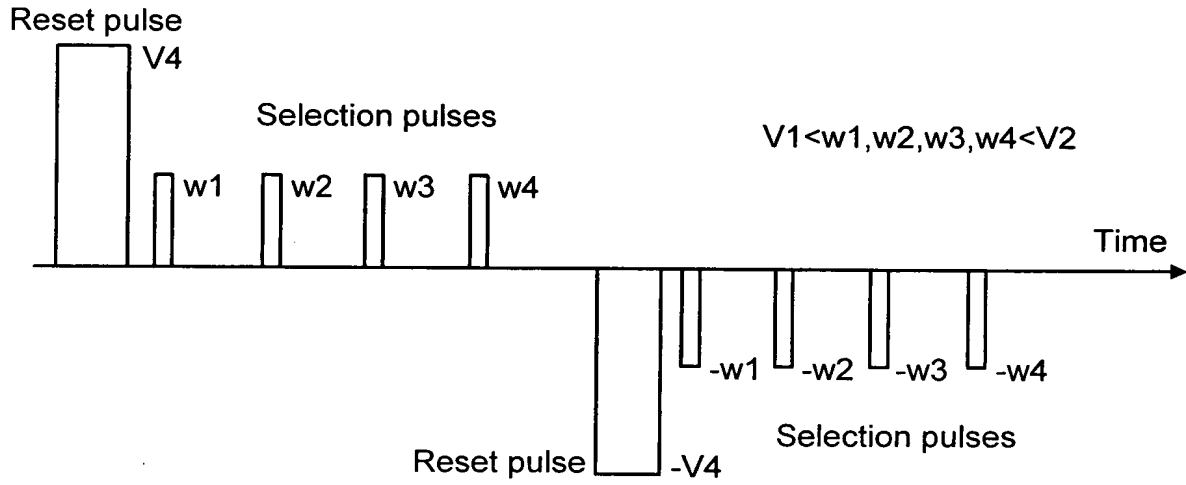 Reset pulse
V4
Selection pulses
V1<w1,w2,w3,w4<V2
w1
w2
w3
w4
Time
-w1
-w2
-w3
-w4
Selection pulses
Reset pulse
-V4